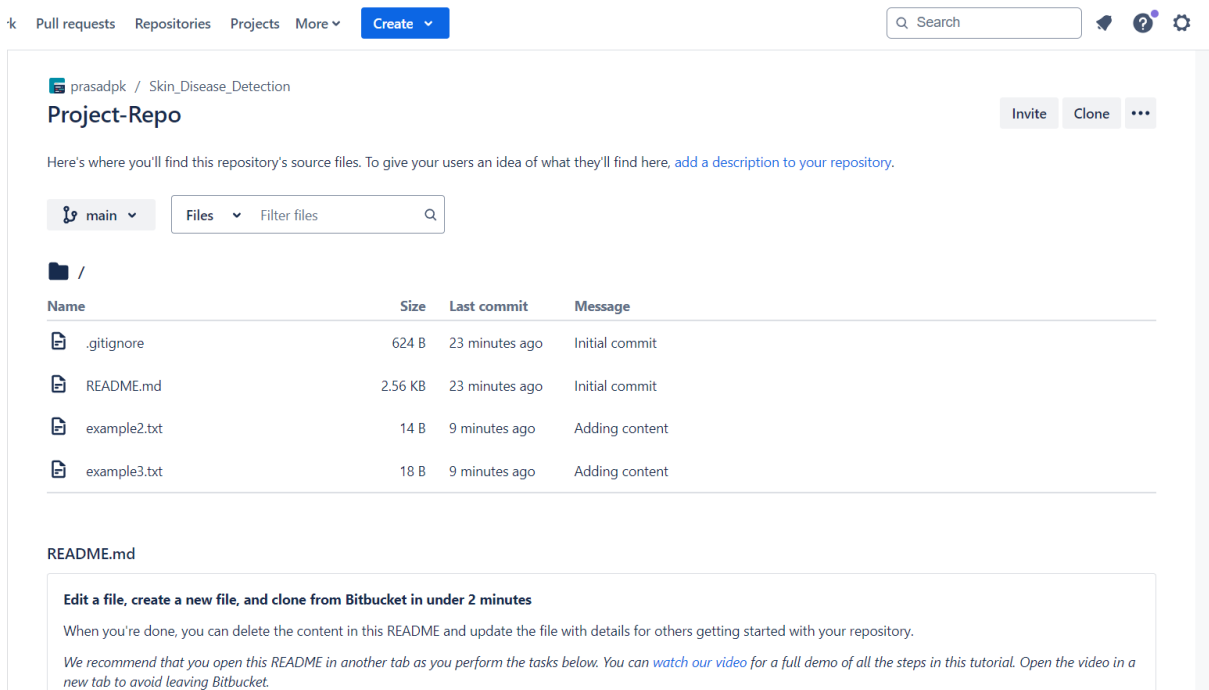 rk Pull requests Repositories Projects More Create Search
prasadpk / Skin_Disease_Detection
Project-Repo
Invite Clone
Here's where you'll find this repository's source files. To give your users an idea of what they'll find here, add a description to your repository.
main Files Filter files
/
Name Size Last commit Message
.gitignore 624 B 23 minutes ago Initial commit
README.md 2.56 KB 23 minutes ago Initial commit
example2.txt 14 B 9 minutes ago Adding content
example3.txt 18 B 9 minutes ago Adding content
README.md
Edit a file, create a new file, and clone from Bitbucket in under 2 minutes
When you're done, you can delete the content in this README and update the file with details for others getting started with your repository.
We recommend that you open this README in another tab as you perform the tasks below. You can watch our video for a full demo of all the steps in this tutorial. Open the video in a
new tab to avoid leaving Bitbucket.